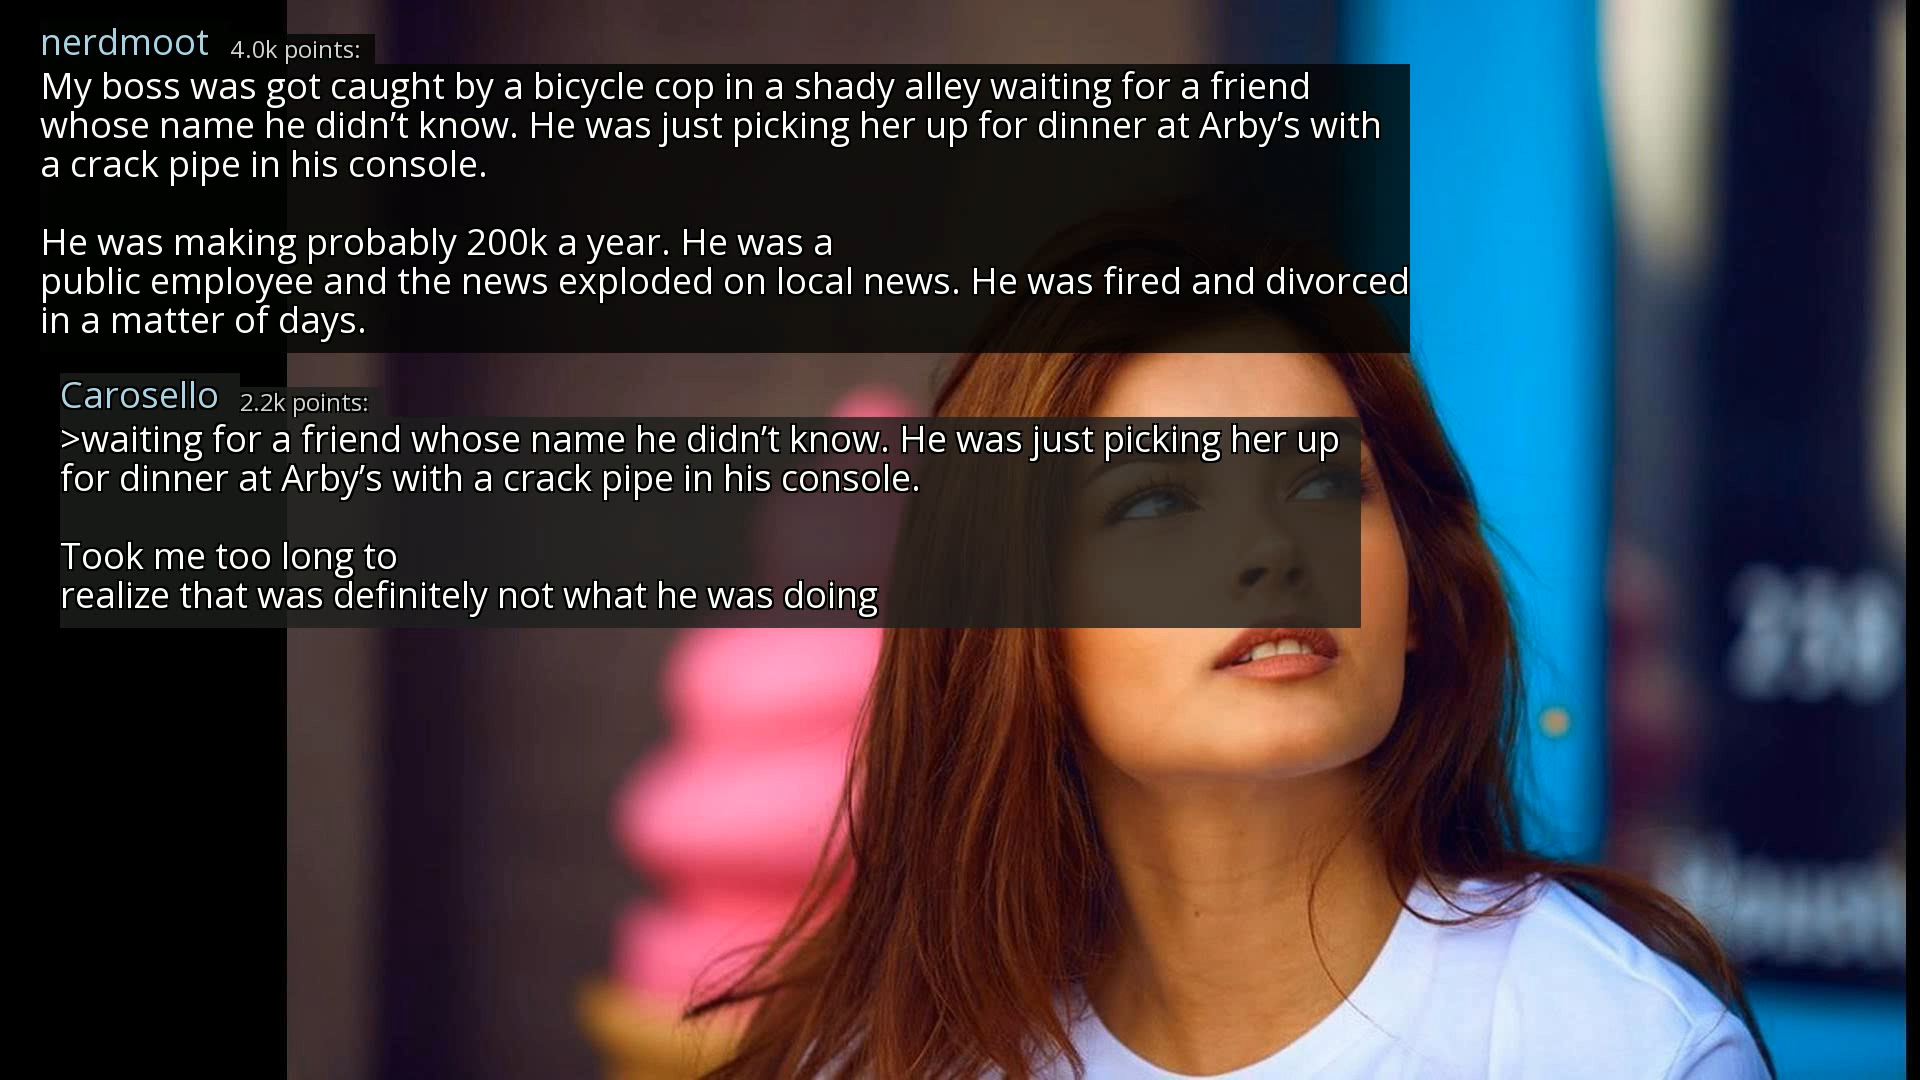 nerdmoot 4.0k points:
My boss was got caught by a bicycle cop in a shady alley waiting for a friend
whose name he didn’t know. He was just picking her up for dinner at Arby’s with
a crack pipe in his console.
He was making probably 200k a year. He was a
public employee and the news exploded on local news. He was fired and divorced
in a matter of days.
Carosello 2.2k points:
>waiting for a friend whose name he didn’t know. He was just picking her up
for dinner at Arby’s with a crack pipe in his console.
Took me too long to
realize that was definitely not what he was doing